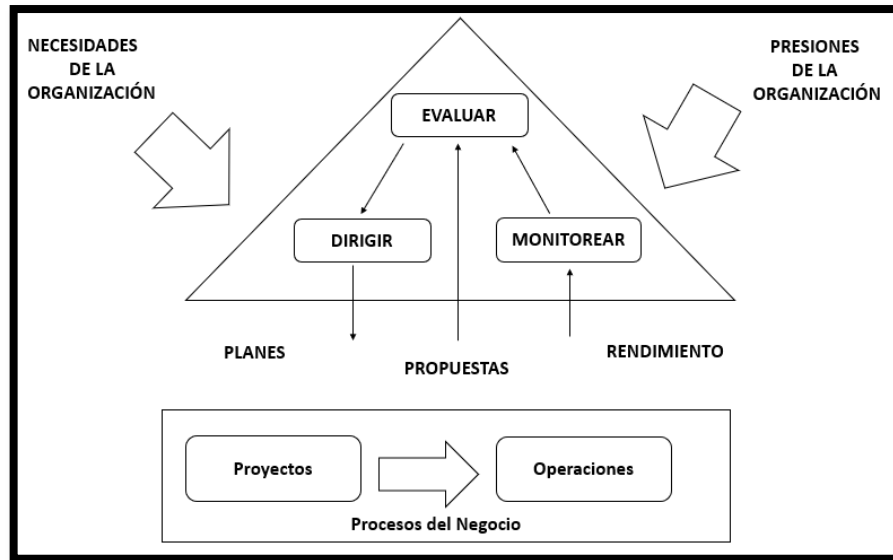 NECESIDADES
DE LA
ORGANIZACIÓN
PRESIONES
DE LA
ORGANIZACIÓN
EVALUAR
DIRIGIR
MONITOREAR
PLANES
PROPUESTAS
RENDIMIENTO
Proyectos
Operaciones
Procesos del Negocio